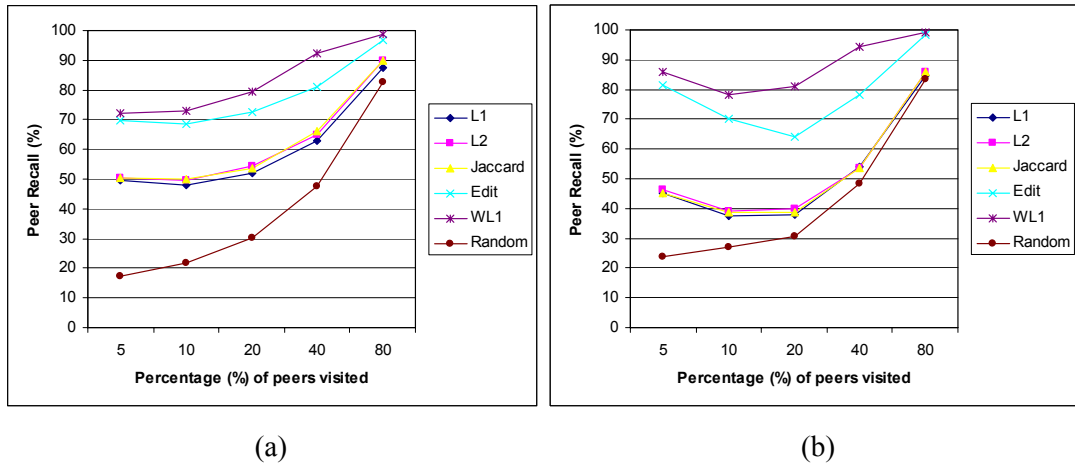 100
90
80
70
60
50
40
30
20
10
0
Peer Recall (%)
5 10 20 40 80
Percentage (%) of peers visited
L1
L2
Jaccard
Edit
WL1
Random
(a)
100
90
80
70
60
50
40
30
20
10
0
Peer Recall (%)
5 10 20 40 80
Percentage (%) of peers visited
L1
L2
Jaccard
Edit
WL1
Random
(b)